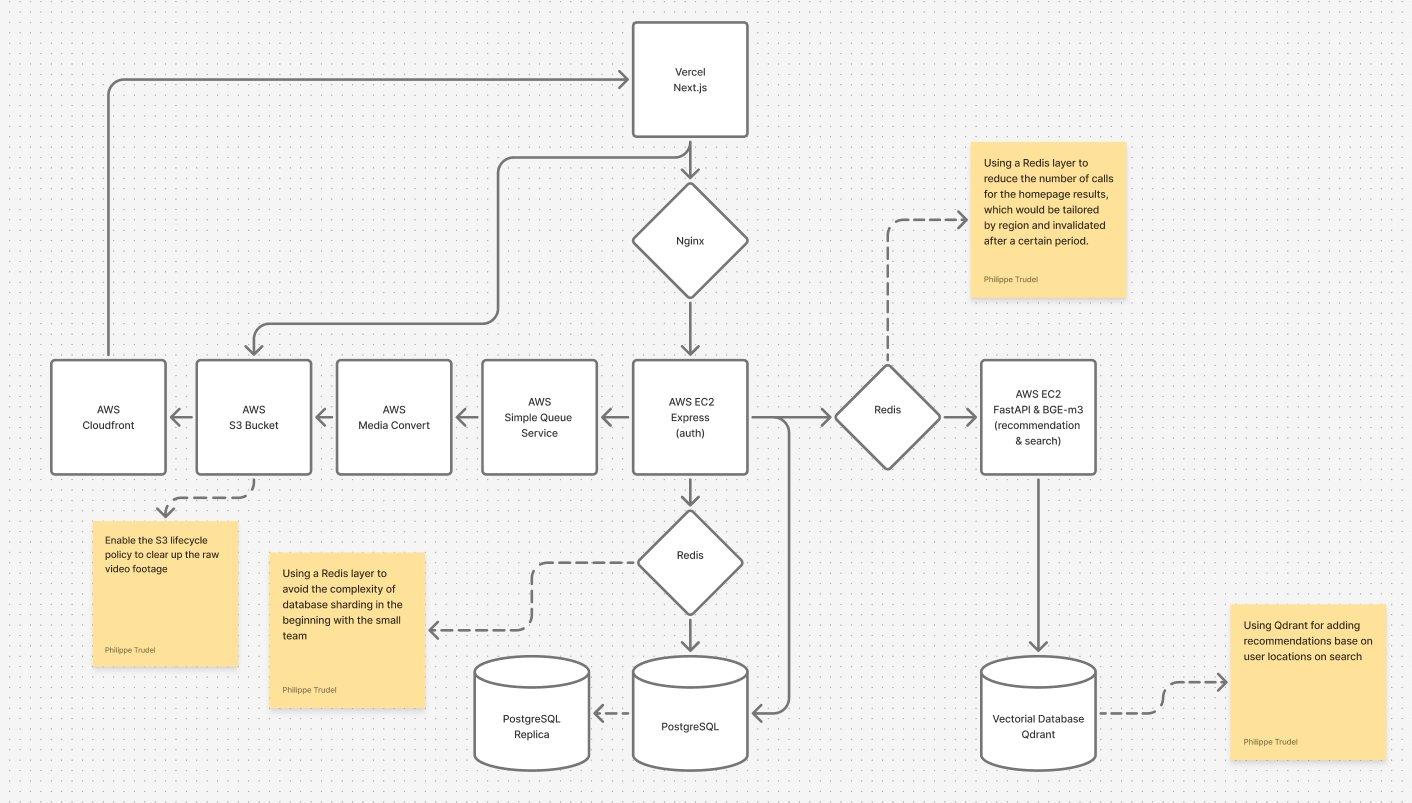 Vercel
Next.js
Using a Redis layer to
reduce the number of calls
for the homepage results,
which would be tailored
by region and invalidated
after a certain period.
Philippe Trudel
Nginx
AWS
Cloudfront
AWS
S3 Bucket
AWS
Media Convert
AWS
Simple Queue
Service
AWS EC2
Express
(auth)
Redis
AWS EC2
FastAPI & BGE-m3
(recommendation
& search)
Enable the S3 lifecycle
policy to clear up the raw
video footage
Philippe Trudel
Using a Redis layer to
avoid the complexity of
database sharding in the
beginning with the small
team
Philippe Trudel
Redis
PostgreSQL
Replica
PostgreSQL
Vectorial Database
Qdrant
Using Qdrant for adding
recommendations base on
user locations on search
Philippe Trudel